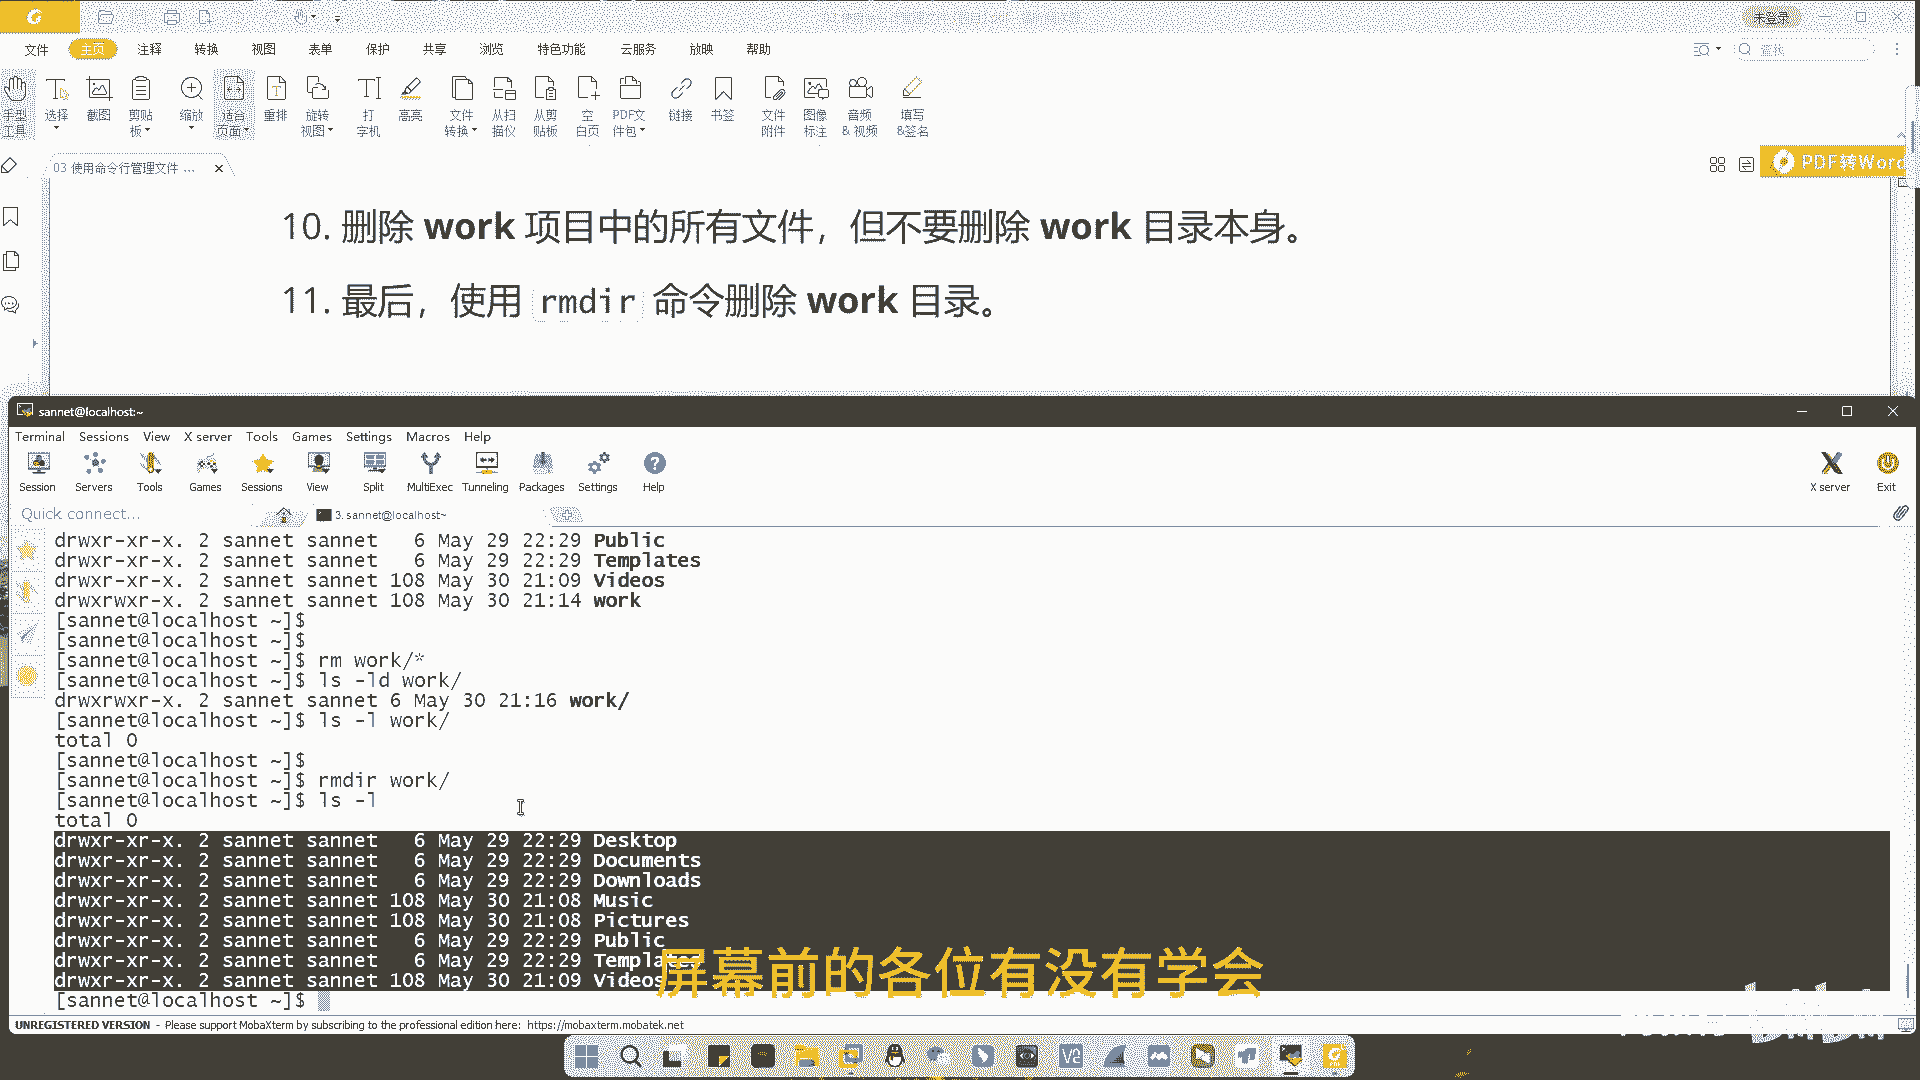 未登录
文件 主页 注释 转换 视图 表单 保护 共享 浏览 特色功能 云服务 放映 帮助
查找
手型工具 选择 截图 剪贴板 缩放 适合页面 重排 旋转视图 打字机 高亮 文件转换 从扫描仪 从剪贴板 空白页 PDF文件包 链接 书签 文件附件 图像标注 音频&视频 填写&签名
03 使用命令行管理文件 ...
PDF转Word
10. 删除 work 项目中的所有文件，但不要删除 work 目录本身。
11. 最后，使用 rmdir 命令删除 work 目录。
sannet@localhost:~
Terminal Sessions View X server Tools Games Settings Macros Help
Session Servers Tools Games Sessions View Split MultiExec Tunneling Packages Settings Help X server Exit
Quick connect...
3. sannet@localhost~
drwxr-xr-x. 2 sannet sannet   6 May 29 22:29 Public
drwxr-xr-x. 2 sannet sannet   6 May 29 22:29 Templates
drwxr-xr-x. 2 sannet sannet 108 May 30 21:09 Videos
drwxrwxr-x. 2 sannet sannet 108 May 30 21:14 work
[sannet@localhost ~]$
[sannet@localhost ~]$
[sannet@localhost ~]$ rm work/*
[sannet@localhost ~]$ ls -ld work/
drwxrwxr-x. 2 sannet sannet 6 May 30 21:16 work/
[sannet@localhost ~]$ ls -l work/
total 0
[sannet@localhost ~]$
[sannet@localhost ~]$ rmdir work/
[sannet@localhost ~]$ ls -l
total 0
drwxr-xr-x. 2 sannet sannet   6 May 29 22:29 Desktop
drwxr-xr-x. 2 sannet sannet   6 May 29 22:29 Documents
drwxr-xr-x. 2 sannet sannet   6 May 29 22:29 Downloads
drwxr-xr-x. 2 sannet sannet 108 May 30 21:08 Music
drwxr-xr-x. 2 sannet sannet 108 May 30 21:08 Pictures
drwxr-xr-x. 2 sannet sannet   6 May 29 22:29 Public
drwxr-xr-x. 2 sannet sannet   6 May 29 22:29 Templates
drwxr-xr-x. 2 sannet sannet 108 May 30 21:09 Videos
屏幕前的各位有没有学会
[sannet@localhost ~]$
UNREGISTERED VERSION - Please support MobaXterm by subscribing to the professional edition here: https://mobaxterm.mobatek.net
V2